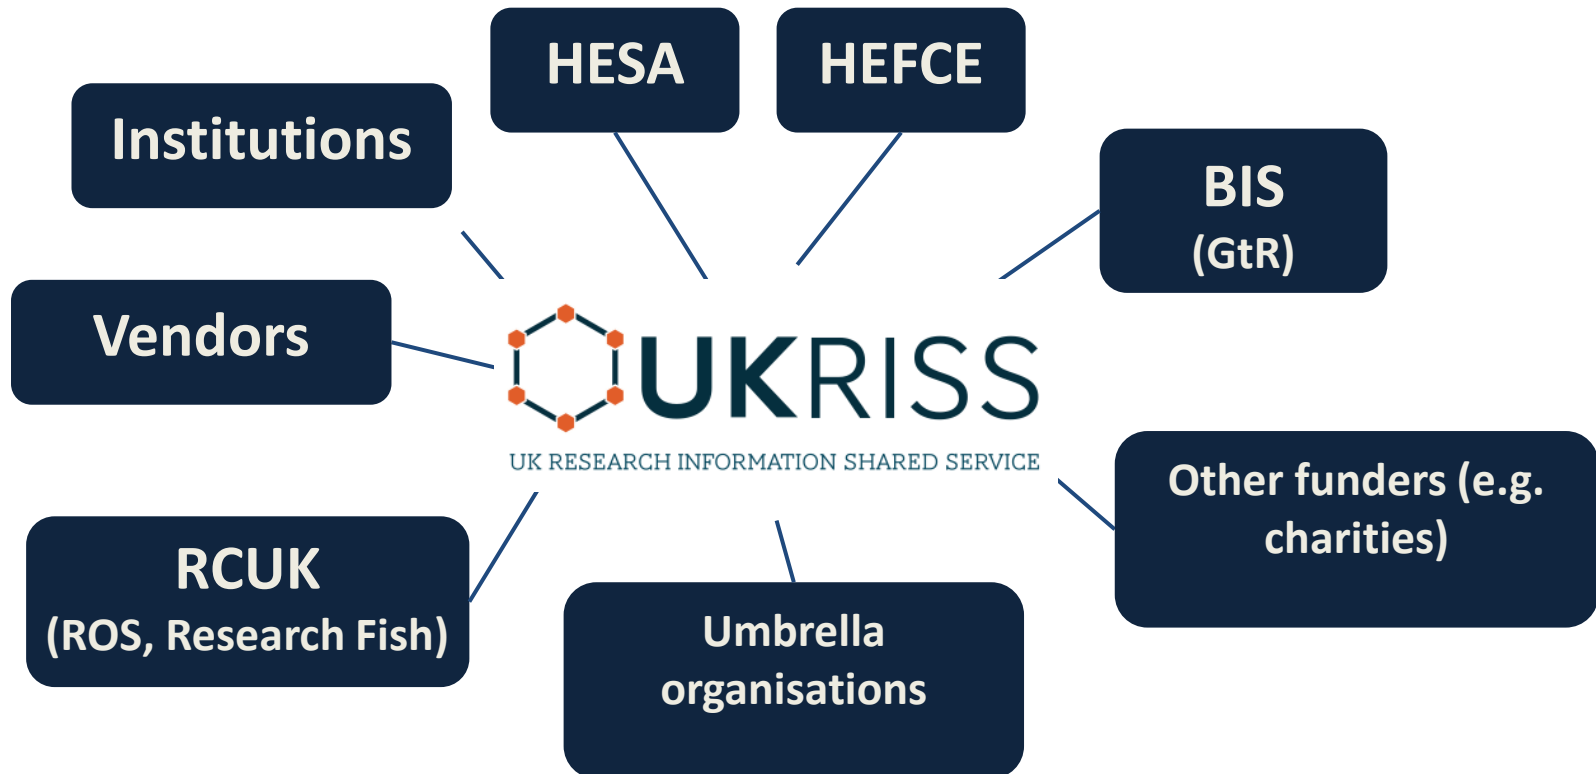 HESA
HEFCE
Institutions
BIS
(GtR)
Vendors
UKRISS
UK RESEARCH INFORMATION SHARED SERVICE
Other funders (e.g.
charities)
RCUK
(ROS, Research Fish)
Umbrella
organisations